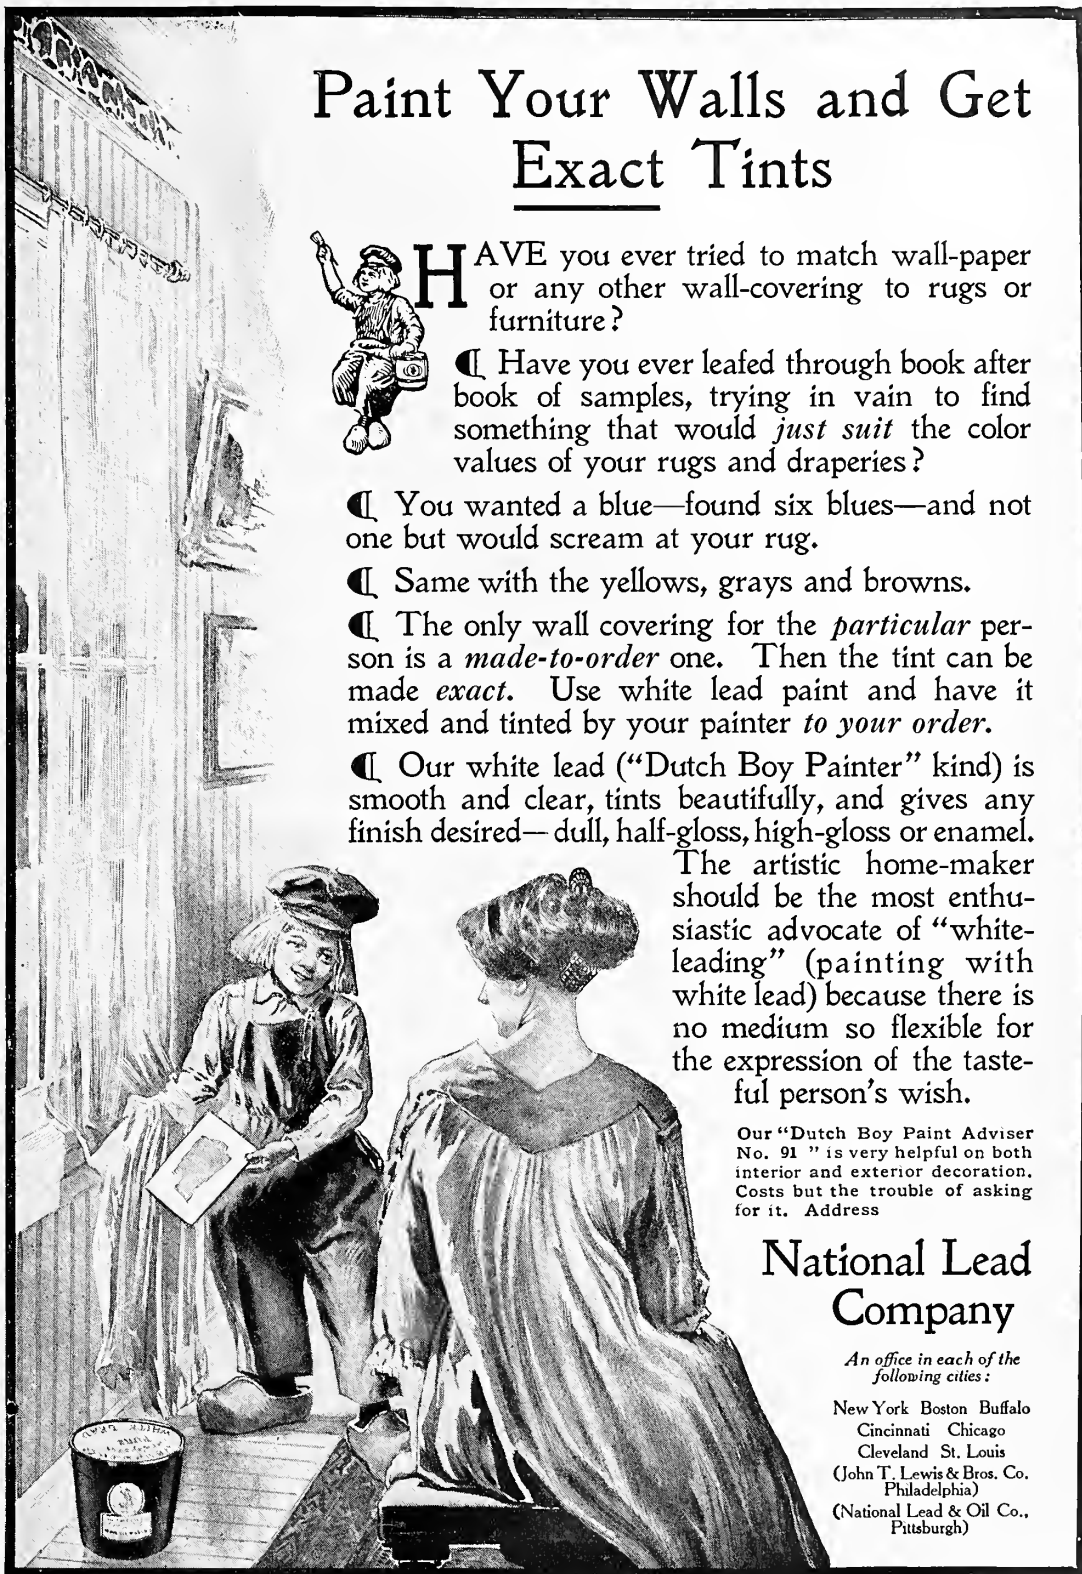 Paint Your Walls and Get
Exact Tints
HAVE you ever tried to match wall-paper
or any other wall-covering to rugs or
furniture?
¶ Have you ever leafed through book after
book of samples, trying in vain to find
something that would just suit the color
values of your rugs and draperies?
¶ You wanted a blue—found six blues—and not
one but would scream at your rug.
¶ Same with the yellows, grays and browns.
¶ The only wall covering for the particular per-
son is a made-to-order one. Then the tint can be
made exact. Use white lead paint and have it
mixed and tinted by your painter to your order.
¶ Our white lead (“Dutch Boy Painter” kind) is
smooth and clear, tints beautifully, and gives any
finish desired—dull, half-gloss, high-gloss or enamel.
The artistic home-maker
should be the most enthu-
siastic advocate of “white-
leading” (painting with
white lead) because there is
no medium so flexible for
the expression of the taste-
ful person's wish.
Our “Dutch Boy Paint Adviser
No. 91 ” is very helpful on both
interior and exterior decoration.
Costs but the trouble of asking
for it. Address
National Lead
Company
An office in each of the
following cities:
New York Boston Buffalo
Cincinnati Chicago
Cleveland St. Louis
(John T. Lewis & Bros. Co.
Philadelphia)
(National Lead & Oil Co.,
Pittsburgh)
WHITE LEAD